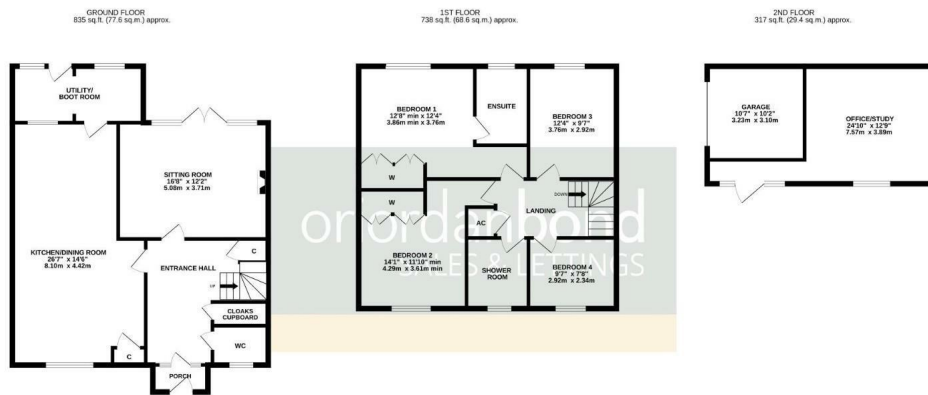 GROUND FLOOR
835 sq.ft. (77.6 sq.m.) approx.
UTILITY/
BOOT ROOM
SITTING ROOM
16'8" x 12'2"
5.08m x 3.71m
KITCHEN/DINING ROOM
26'7" x 14'6"
8.10m x 4.42m
ENTRANCE HALL
C
UP
CLOAKS
CUPBOARD
WC
C
PORCH
1ST FLOOR
738 sq.ft. (68.6 sq.m.) approx.
BEDROOM 1
12'8" min x 12'4"
3.86m min x 3.76m
ENSUITE
BEDROOM 3
12'4" x 9'7"
3.76m x 2.92m
W
W
DOWN
LANDING
AC
BEDROOM 2
14'1" x 11'10" min
4.29m x 3.61m min
SHOWER
ROOM
BEDROOM 4
9'7" x 7'8"
2.92m x 2.34m
onordanbond
SALES & LETTINGS
2ND FLOOR
317 sq.ft. (29.4 sq.m.) approx.
GARAGE
10'7" x 10'2"
3.23m x 3.10m
OFFICE/STUDY
24'10" x 12'9"
7.57m x 3.89m